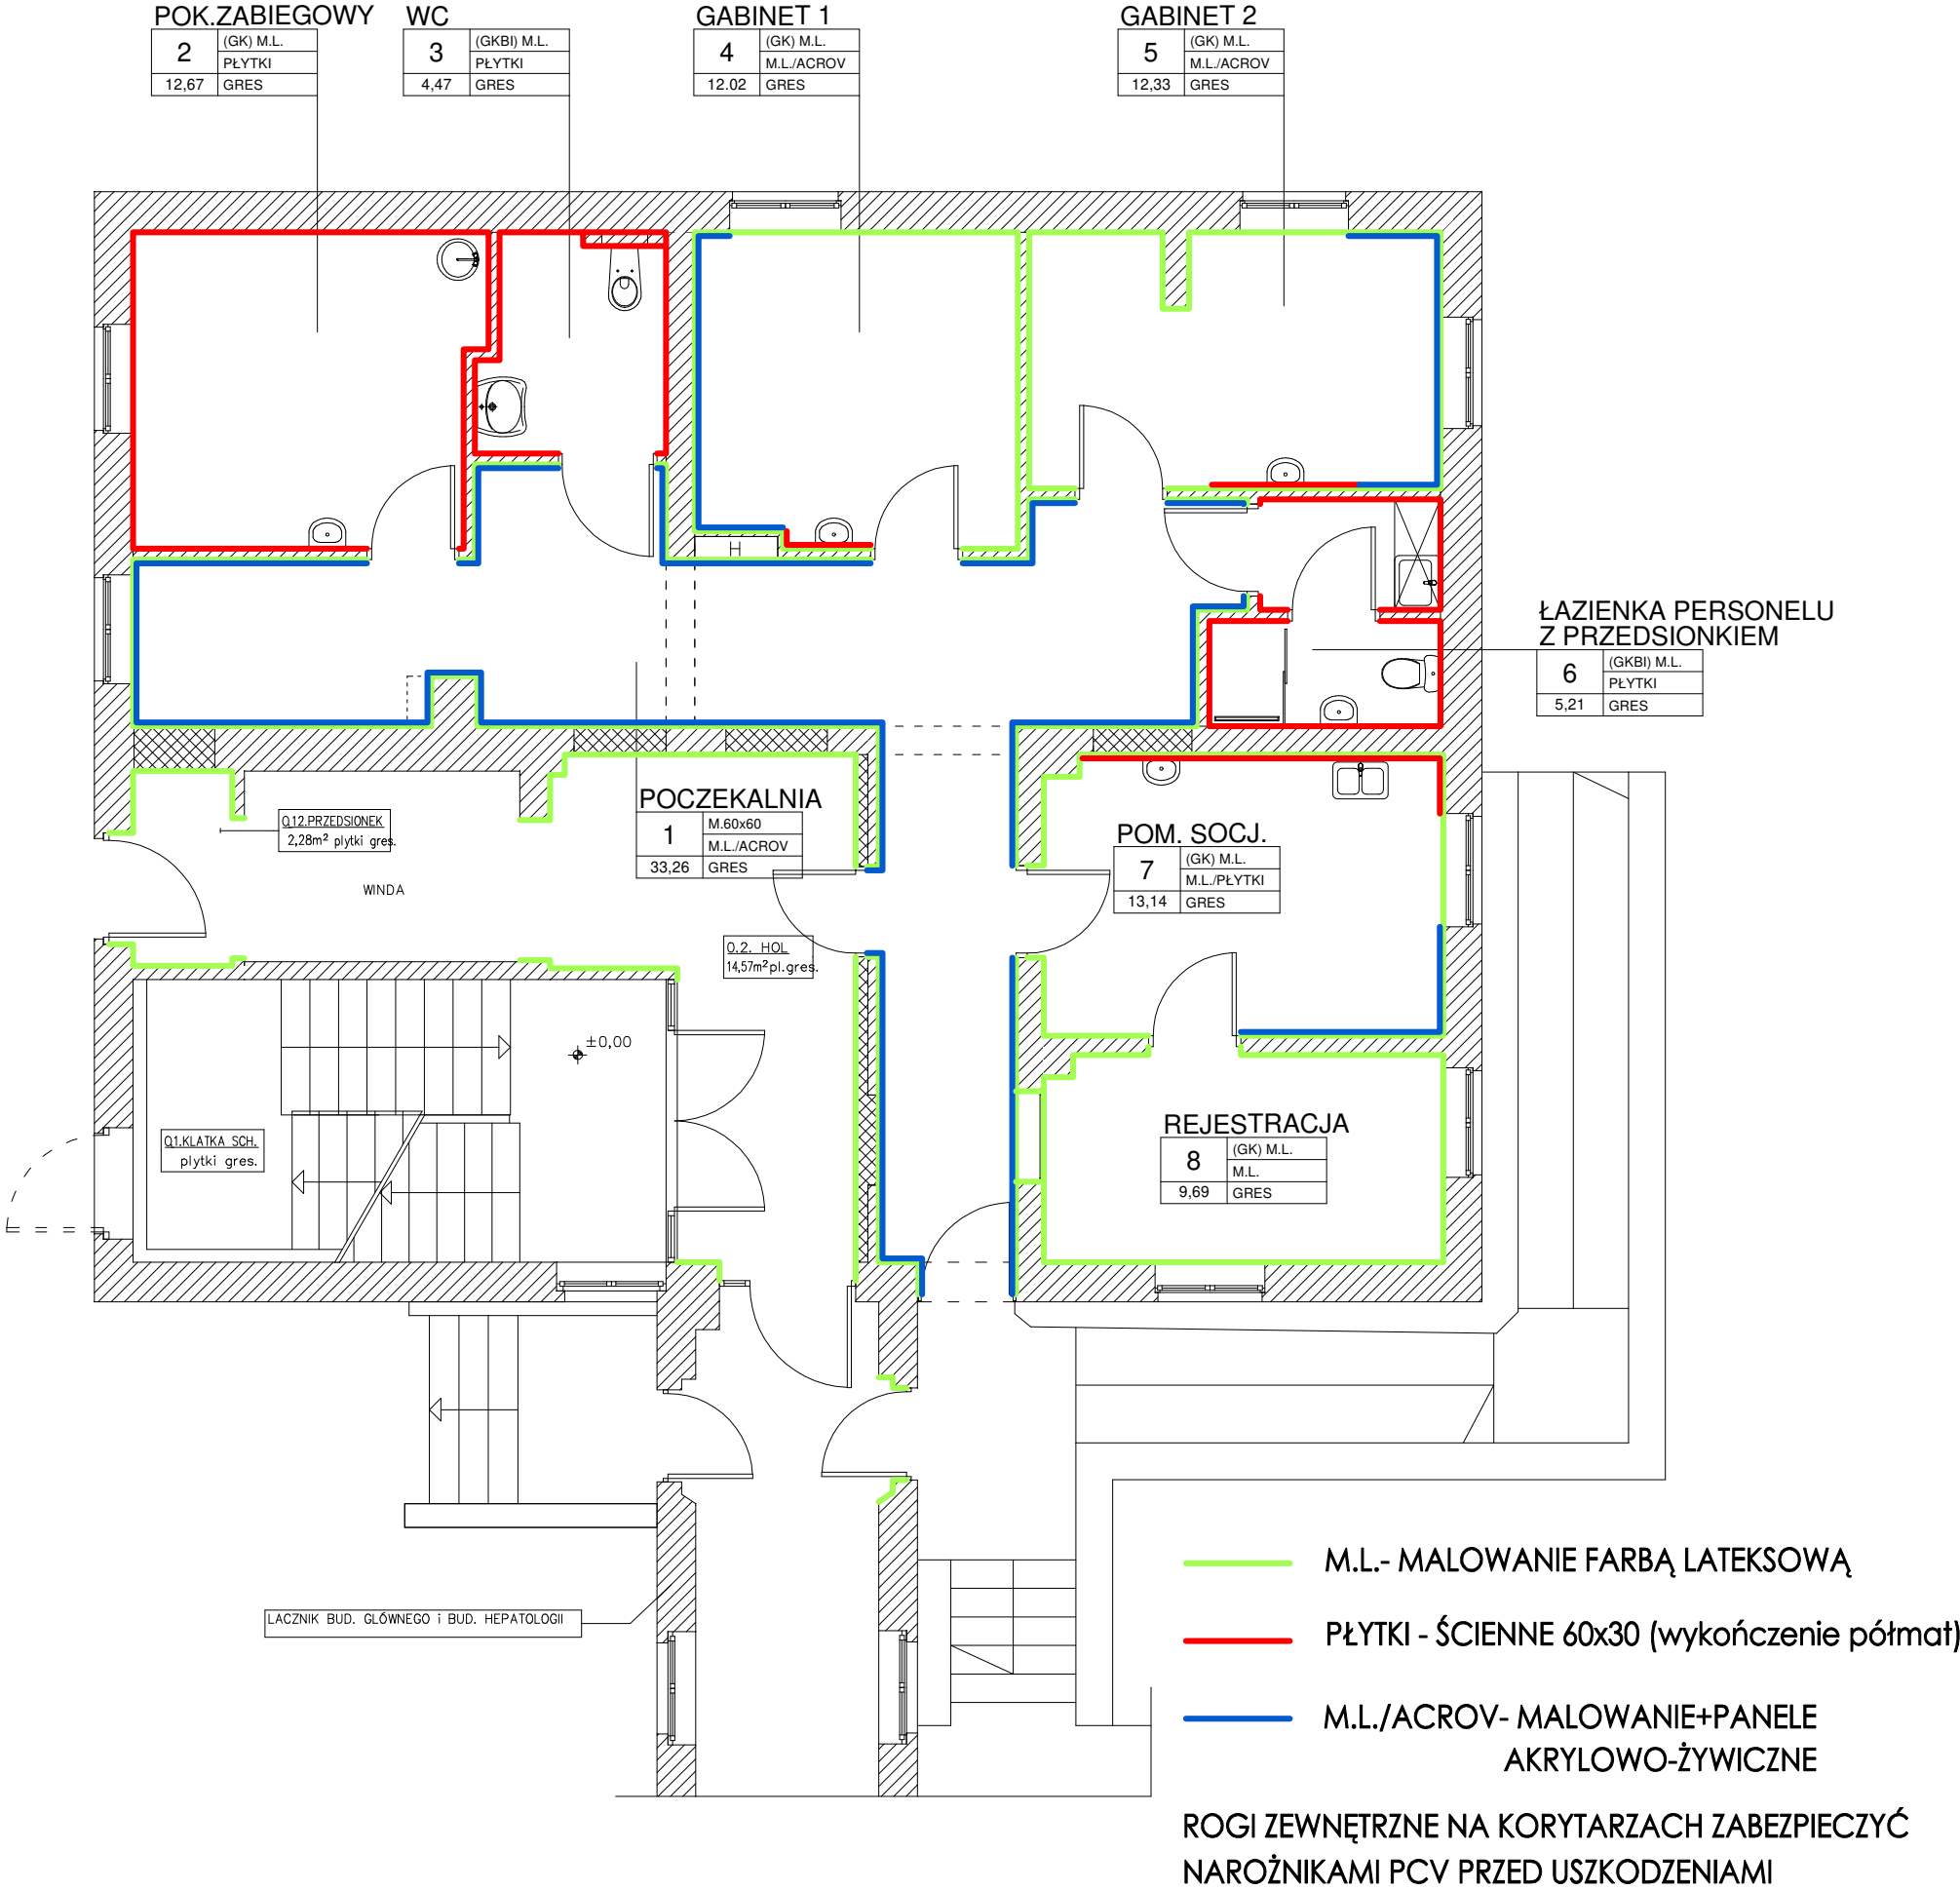 POK.ZABIEGOWY
2
(GK) M.L.
PŁYTKI
12,67
GRES
WC
3
(GKBI) M.L.
PŁYTKI
4,47
GRES
GABINET 1
4
(GK) M.L.
M.L./ACROV
12.02
GRES
GABINET 2
5
(GK) M.L.
M.L./ACROV
12,33
GRES
H
ŁAZIENKA PERSONELU
Z PRZEDSIONKIEM
6
(GKBI) M.L.
PŁYTKI
5,21
GRES
POCZEKALNIA
1
M.60x60
M.L./ACROV
33,26
GRES
0.12.PRZEDSIONEK
2,28m² plytki gres.
WINDA
POM. SOCJ.
7
(GK) M.L.
M.L./PŁYTKI
13,14
GRES
0.2. HOL
14,57m² pl.gres.
±0,00
0.1.KLATKA SCH.
plytki gres.
REJESTRACJA
8
(GK) M.L.
M.L.
9,69
GRES
LACZNIK BUD. GLÓWNEGO i BUD. HEPATOLOGII
M.L.- MALOWANIE FARBĄ LATEKSOWĄ
PŁYTKI - ŚCIENNE 60x30 (wykończenie półmat)
M.L./ACROV- MALOWANIE+PANELE
AKRYLOWO-ŻYWICZNE
ROGI ZEWNĘTRZNE NA KORYTARZACH ZABEZPIECZYĆ
NAROŻNIKAMI PCV PRZED USZKODZENIAMI